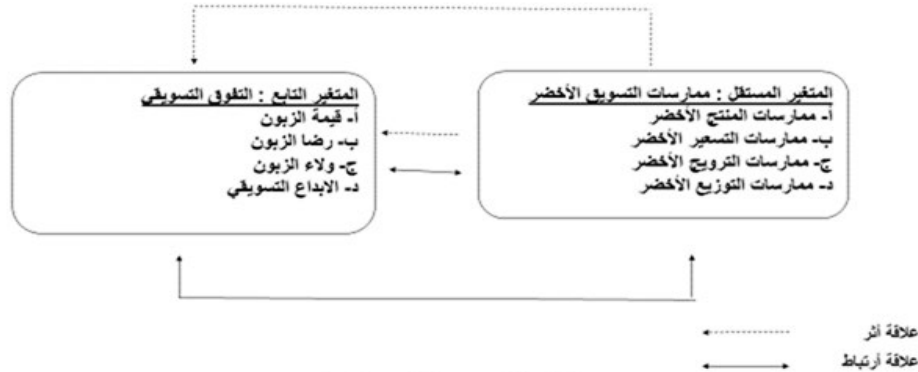 المتغير المستقل : ممارسات التسويق الأخضر
أ- ممارسات المنتج الأخضر
ب- ممارسات التسعير الأخضر
ج- ممارسات الترويج الأخضر
د- ممارسات التوزيع الأخضر
المتغير التابع : التفوق التسويقي
أ- قيمة الزبون
ب- رضا الزبون
ج- ولاء الزبون
د- الابداع التسويقي
علاقة أثر
علاقة أرتباط